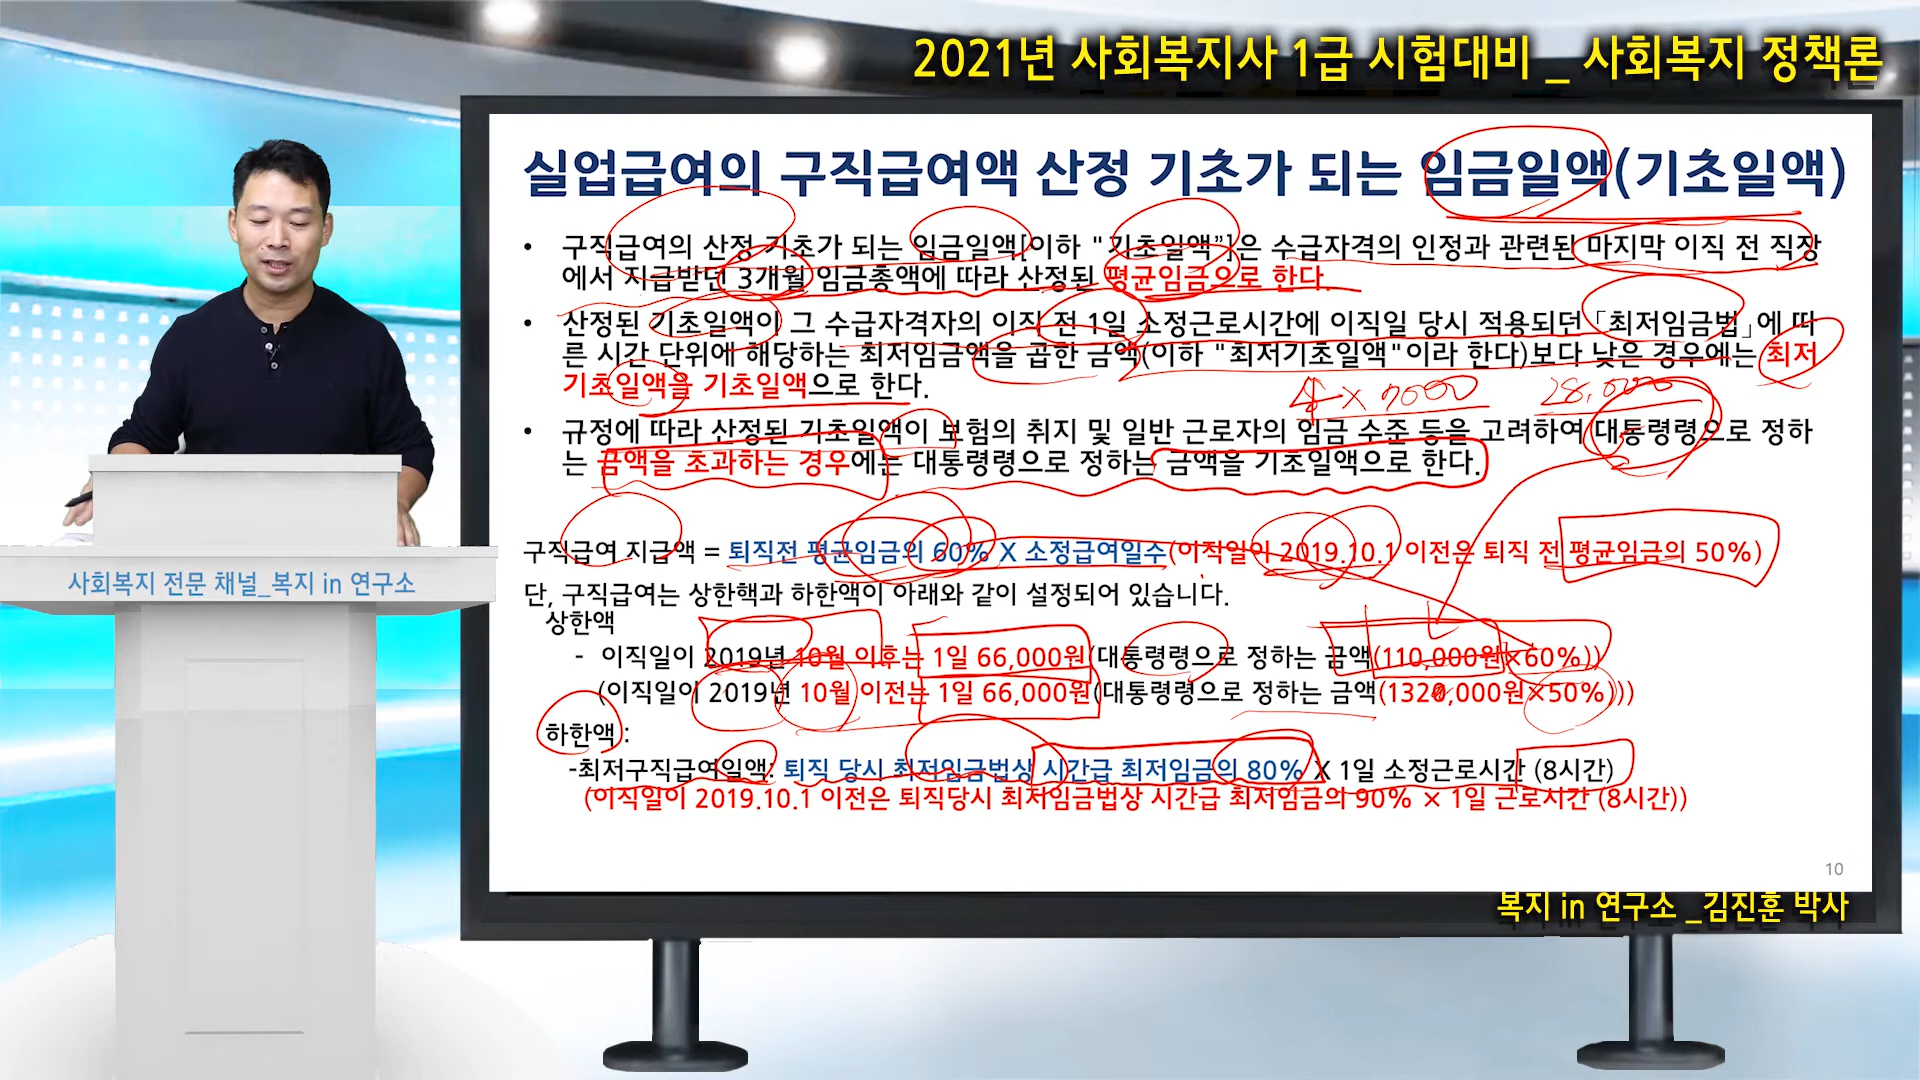 2021년 사회복지사 1급 시험대비 _ 사회복지 정책론
실업급여의 구직급여액 산정 기초가 되는 임금일액(기초일액)
• 구직급여의 산정 기초가 되는 임금일액[이하 "기초일액"]은 수급자격의 인정과 관련된 마지막 이직 전 직장
에서 지급받던 3개월 임금총액에 따라 산정된 평균임금으로 한다.
• 산정된 기초일액이 그 수급자격자의 이직 전 1일 소정근로시간에 이직일 당시 적용되던 「최저임금법」에 따
른 시간 단위에 해당하는 최저임금액을 곱한 금액(이하 "최저기초일액"이라 한다)보다 낮은 경우에는 최저
기초일액을 기초일액으로 한다.
4 × 7000 28,000
• 규정에 따라 산정된 기초일액이 보험의 취지 및 일반 근로자의 임금 수준 등을 고려하여 대통령령으로 정하
는 금액을 초과하는 경우에는 대통령령으로 정하는 금액을 기초일액으로 한다.
구직급여 지급액 = 퇴직전 평균임금의 60% X 소정급여일수(이직일이 2019.10.1 이전은 퇴직 전 평균임금의 50%)
단, 구직급여는 상한핵과 하한액이 아래와 같이 설정되어 있습니다.
상한액
- 이직일이 2019년 10월 이후는 1일 66,000원(대통령령으로 정하는 금액(110,000원×60%))
(이직일이 2019년 10월 이전는 1일 66,000원(대통령령으로 정하는 금액(1320,000원×50%)))
하한액 :
-최저구직급여일액: 퇴직 당시 최저임금법상 시간급 최저임금의 80% X 1일 소정근로시간 (8시간)
(이직일이 2019.10.1 이전은 퇴직당시 최저임금법상 시간급 최저임금의 90% × 1일 근로시간 (8시간))
10
사회복지 전문 채널_복지 in 연구소
복지 in 연구소 _김진훈 박사